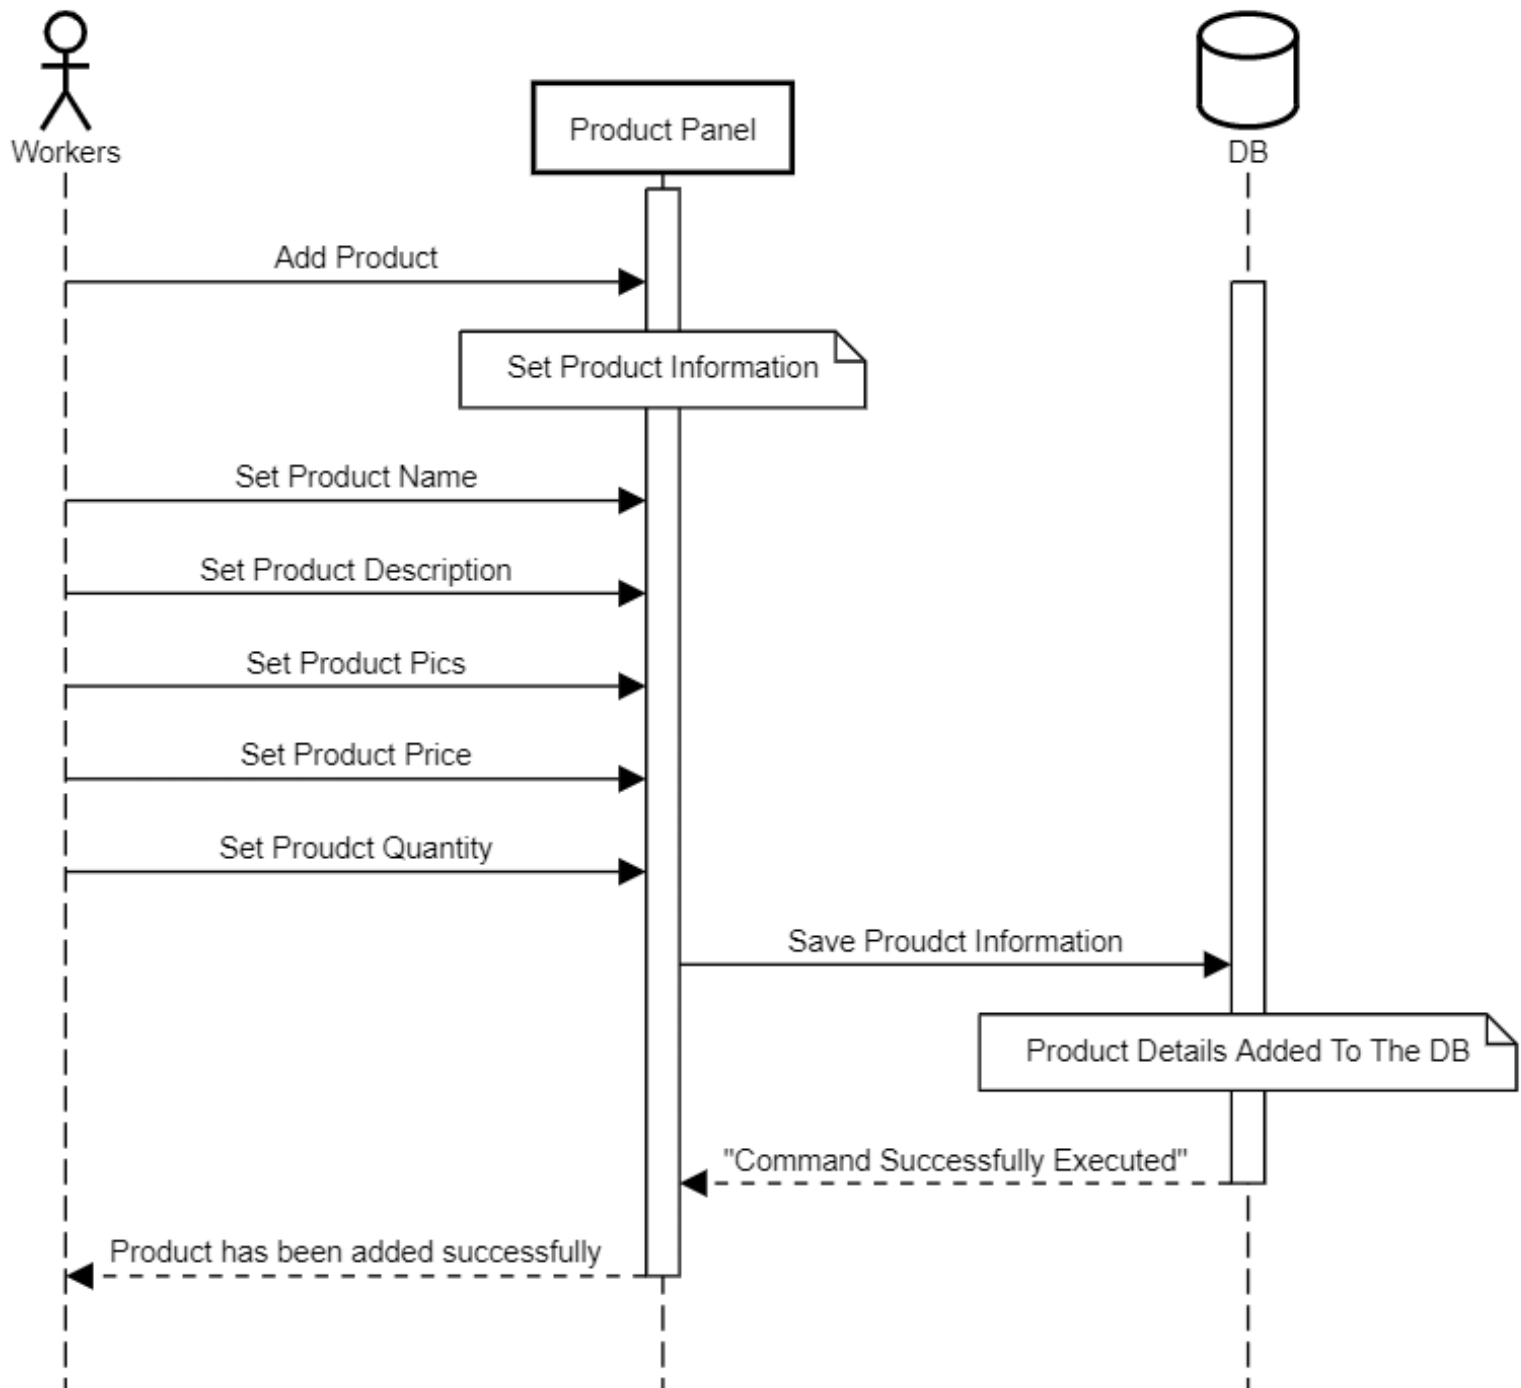 Workers
Product Panel
DB
Add Product
Set Product Information
Set Product Name
Set Product Description
Set Product Pics
Set Product Price
Set Proudct Quantity
Save Proudct Information
Product Details Added To The DB
"Command Successfully Executed"
Product has been added successfully